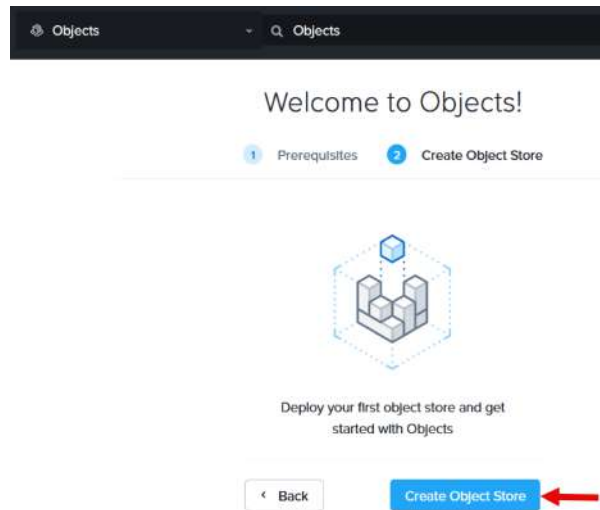 Objects Objects
Welcome to Objects!
1 Prerequisites 2 Create Object Store
Deploy your first object store and get
started with Objects
Back Create Object Store